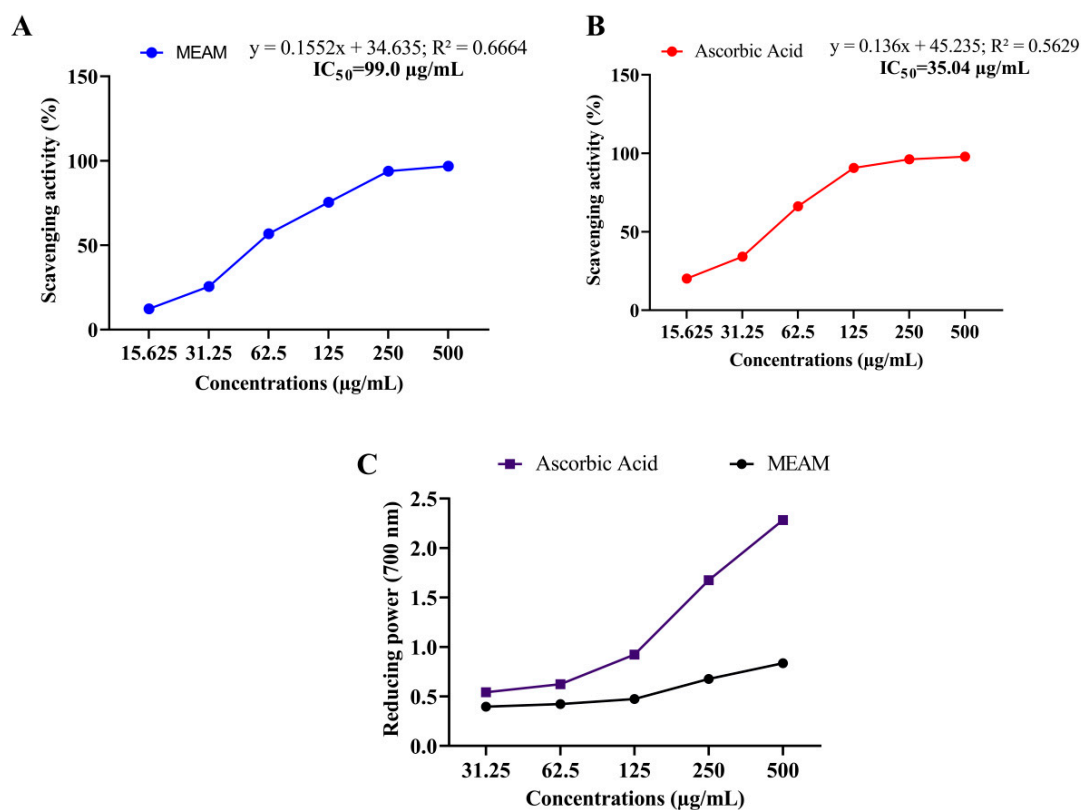 A
MEAM
y = 0.1552x + 34.635; R² = 0.6664
IC₅₀=99.0 µg/mL
Scavenging activity (%)
150
100
50
0
15.625 31.25 62.5 125 250 500
Concentrations (µg/mL)
B
Ascorbic Acid
y = 0.136x + 45.235; R² = 0.5629
IC₅₀=35.04 µg/mL
Scavenging activity (%)
150
100
50
0
15.625 31.25 62.5 125 250 500
Concentrations (µg/mL)
C
Ascorbic Acid MEAM
Reducing power (700 nm)
2.5
2.0
1.5
1.0
0.5
0.0
31.25 62.5 125 250 500
Concentrations (µg/mL)